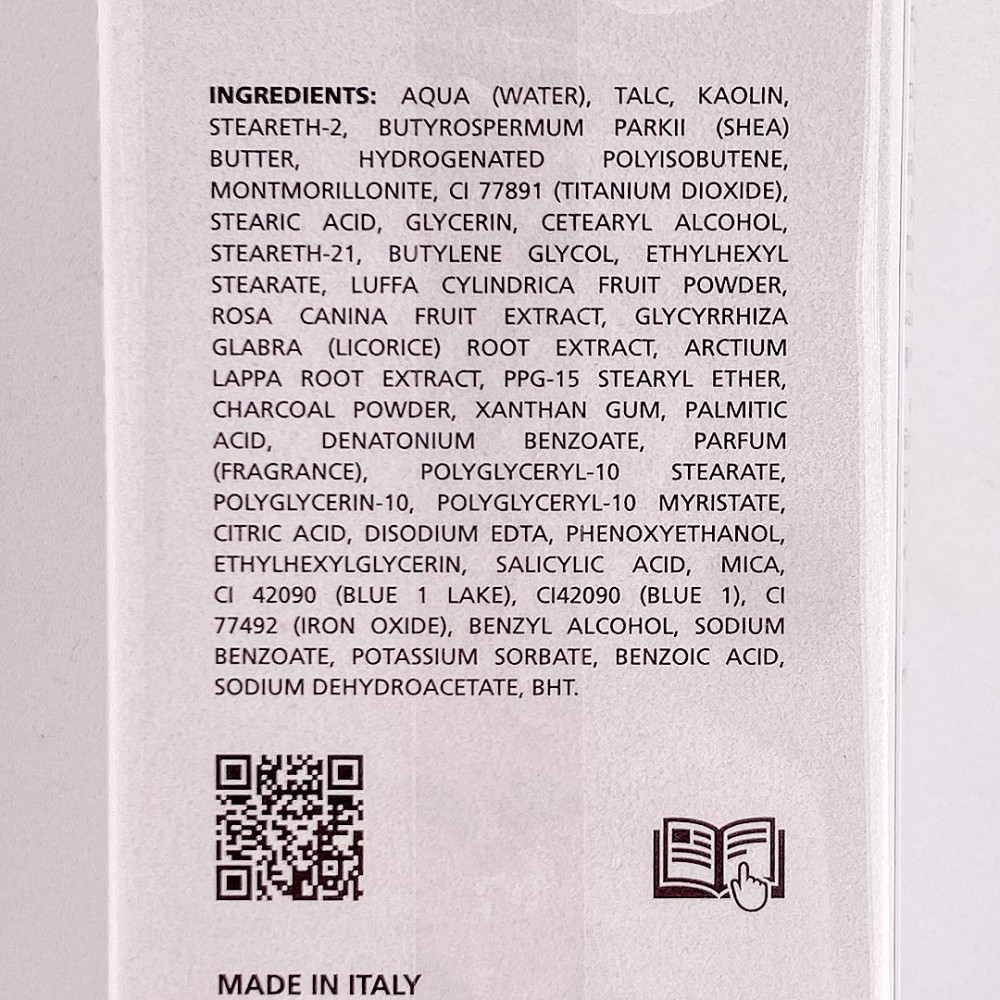 INGREDIENTS: AQUA (WATER), TALC, KAOLIN,
STEARETH-2, BUTYROSPERMUM PARKII (SHEA)
BUTTER, HYDROGENATED POLYISOBUTENE,
MONTMORILLONITE, CI 77891 (TITANIUM DIOXIDE),
STEARIC ACID, GLYCERIN, CETEARYL ALCOHOL,
STEARETH-21, BUTYLENE GLYCOL, ETHYLHEXYL
STEARATE, LUFFA CYLINDRICA FRUIT POWDER,
ROSA CANINA FRUIT EXTRACT, GLYCYRRHIZA
GLABRA (LICORICE) ROOT EXTRACT, ARCTIUM
LAPPA ROOT EXTRACT, PPG-15 STEARYL ETHER,
CHARCOAL POWDER, XANTHAN GUM, PALMITIC
ACID, DENATONIUM BENZOATE, PARFUM
(FRAGRANCE), POLYGLYCERYL-10 STEARATE,
POLYGLYCERIN-10, POLYGLYCERYL-10 MYRISTATE,
CITRIC ACID, DISODIUM EDTA, PHENOXYETHANOL,
ETHYLHEXYLGLYCERIN, SALICYLIC ACID, MICA,
CI 42090 (BLUE 1 LAKE), CI42090 (BLUE 1), CI
77492 (IRON OXIDE), BENZYL ALCOHOL, SODIUM
BENZOATE, POTASSIUM SORBATE, BENZOIC ACID,
SODIUM DEHYDROACETATE, BHT.
MADE IN ITALY